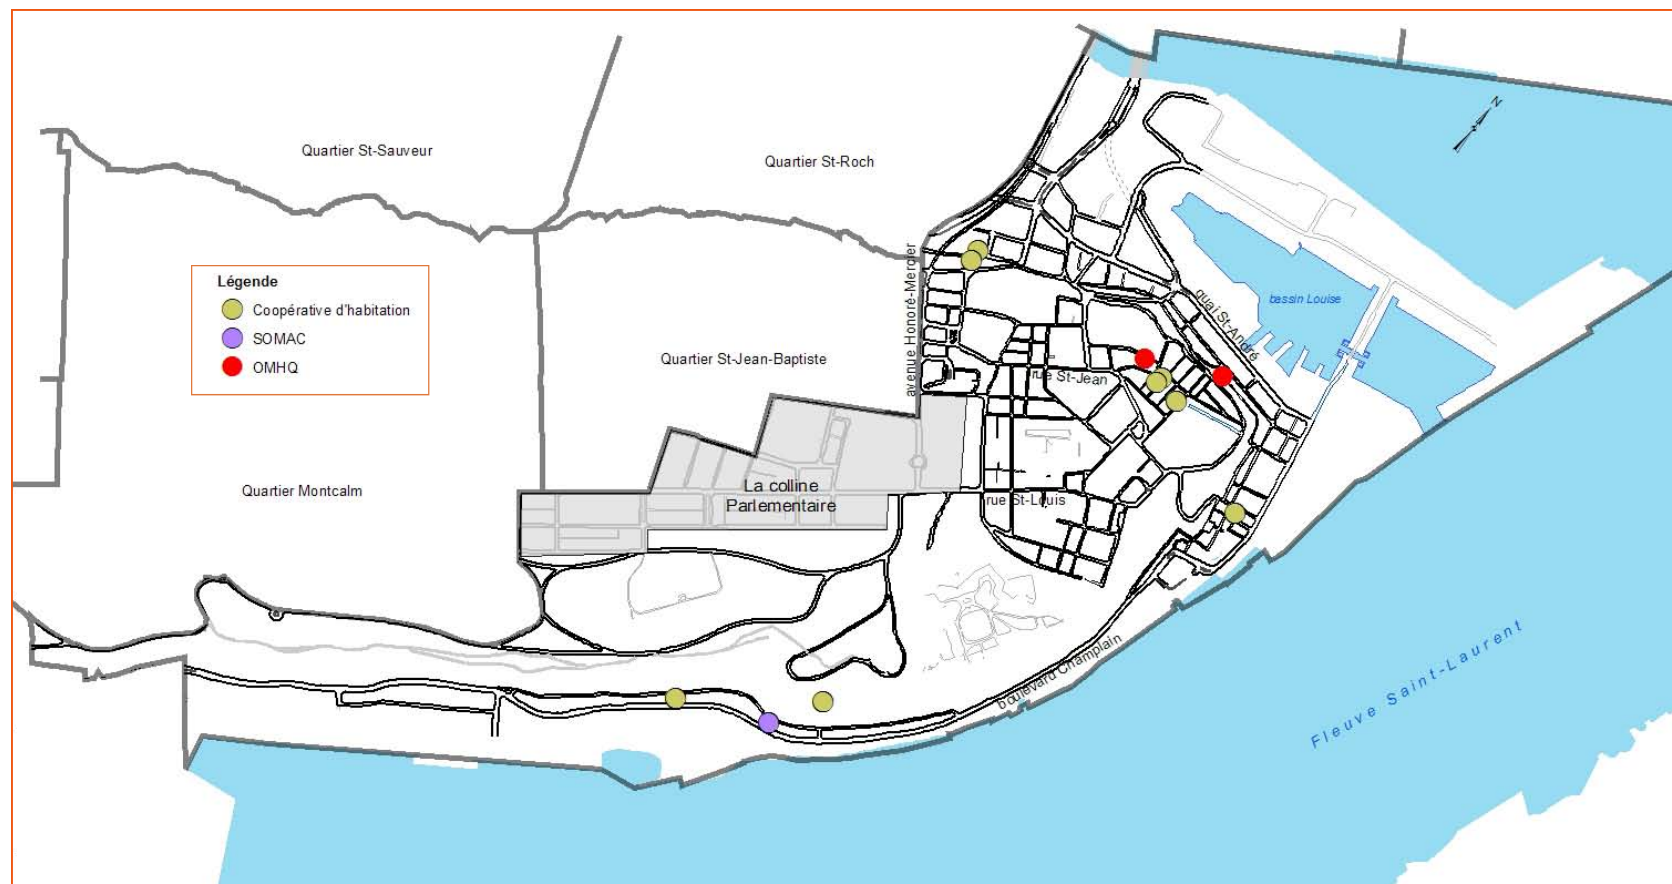 N
Quartier St-Sauveur
Quartier St-Roch
Légende
Coopérative d'habitation
SOMAC
OMHQ
avenue Honoré-Mercier
quai St-André
bassin Louise
Quartier St-Jean-Baptiste
rue St-Jean
Quartier Montcalm
La colline
Parlementaire
rue St-Louis
boulevard Champlain
Fleuve Saint-Laurent